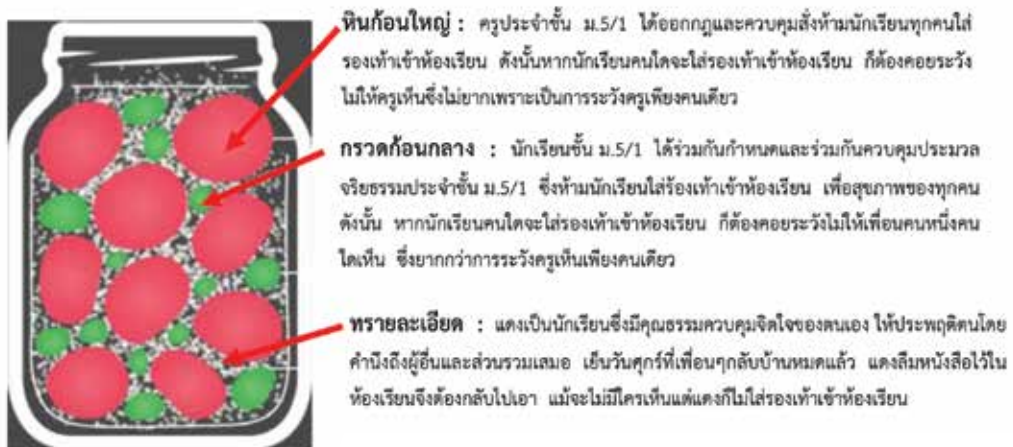 หินก้อนใหญ่ : ครูประจำชั้น ม.5/1 ได้ออกกฎและควบคุมสั่งห้ามนักเรียนทุกคนใส่
รองเท้าเข้าห้องเรียน ดังนั้นหากนักเรียนคนใดจะใส่รองเท้าเข้าห้องเรียน ก็ต้องคอยระวัง
ไม่ให้ครูเห็นซึ่งไม่ยากเพราะเป็นการระวังครูเพียงคนเดียว
กรวดก้อนกลาง : นักเรียนชั้น ม.5/1 ได้ร่วมกันกำหนดและร่วมกันควบคุมประมวล
จริยธรรมประจำชั้น ม.5/1 ซึ่งห้ามนักเรียนใส่ร้องเท้าเข้าห้องเรียน เพื่อสุขภาพของทุกคน
ดังนั้น หากนักเรียนคนใดจะใส่รองเท้าเข้าห้องเรียน ก็ต้องคอยระวังไม่ให้เพื่อนคนหนึ่งคน
ใดเห็น ซึ่งยากกว่าการระวังครูเห็นเพียงคนเดียว
ทรายละเอียด : แดงเป็นนักเรียนซึ่งมีคุณธรรมควบคุมจิตใจของตนเอง ให้ประพฤติตนโดย
คำนึงถึงผู้อื่นและส่วนรวมเสมอ เย็นวันศุกร์ที่เพื่อนๆกลับบ้านหมดแล้ว แดงลืมหนังสือไว้ใน
ห้องเรียนจึงต้องกลับไปเอา แม้จะไม่มีใครเห็นแต่แดงก็ไม่ใส่รองเท้าเข้าห้องเรียน